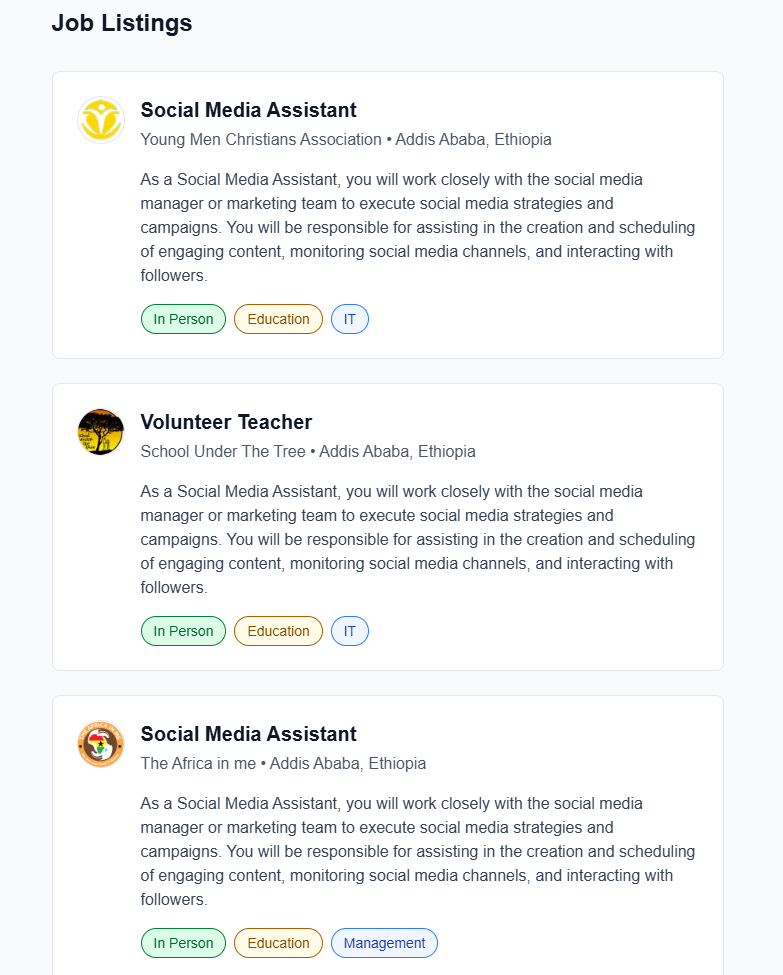 Job Listings
Social Media Assistant
Young Men Christians Association • Addis Ababa, Ethiopia
As a Social Media Assistant, you will work closely with the social media
manager or marketing team to execute social media strategies and
campaigns. You will be responsible for assisting in the creation and scheduling
of engaging content, monitoring social media channels, and interacting with
followers.
In Person Education IT
Volunteer Teacher
School Under The Tree • Addis Ababa, Ethiopia
As a Social Media Assistant, you will work closely with the social media
manager or marketing team to execute social media strategies and
campaigns. You will be responsible for assisting in the creation and scheduling
of engaging content, monitoring social media channels, and interacting with
followers.
In Person Education IT
Social Media Assistant
The Africa in me • Addis Ababa, Ethiopia
As a Social Media Assistant, you will work closely with the social media
manager or marketing team to execute social media strategies and
campaigns. You will be responsible for assisting in the creation and scheduling
of engaging content, monitoring social media channels, and interacting with
followers.
In Person Education Management